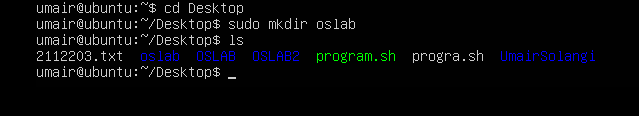 umair@ubuntu:~$ cd Desktop
umair@ubuntu:~/Desktop$ sudo mkdir oslab
umair@ubuntu:~/Desktop$ ls
2112203.txt oslab OSLAB OSLAB2 program.sh progra.sh UmairSolangi
umair@ubuntu:~/Desktop$ _